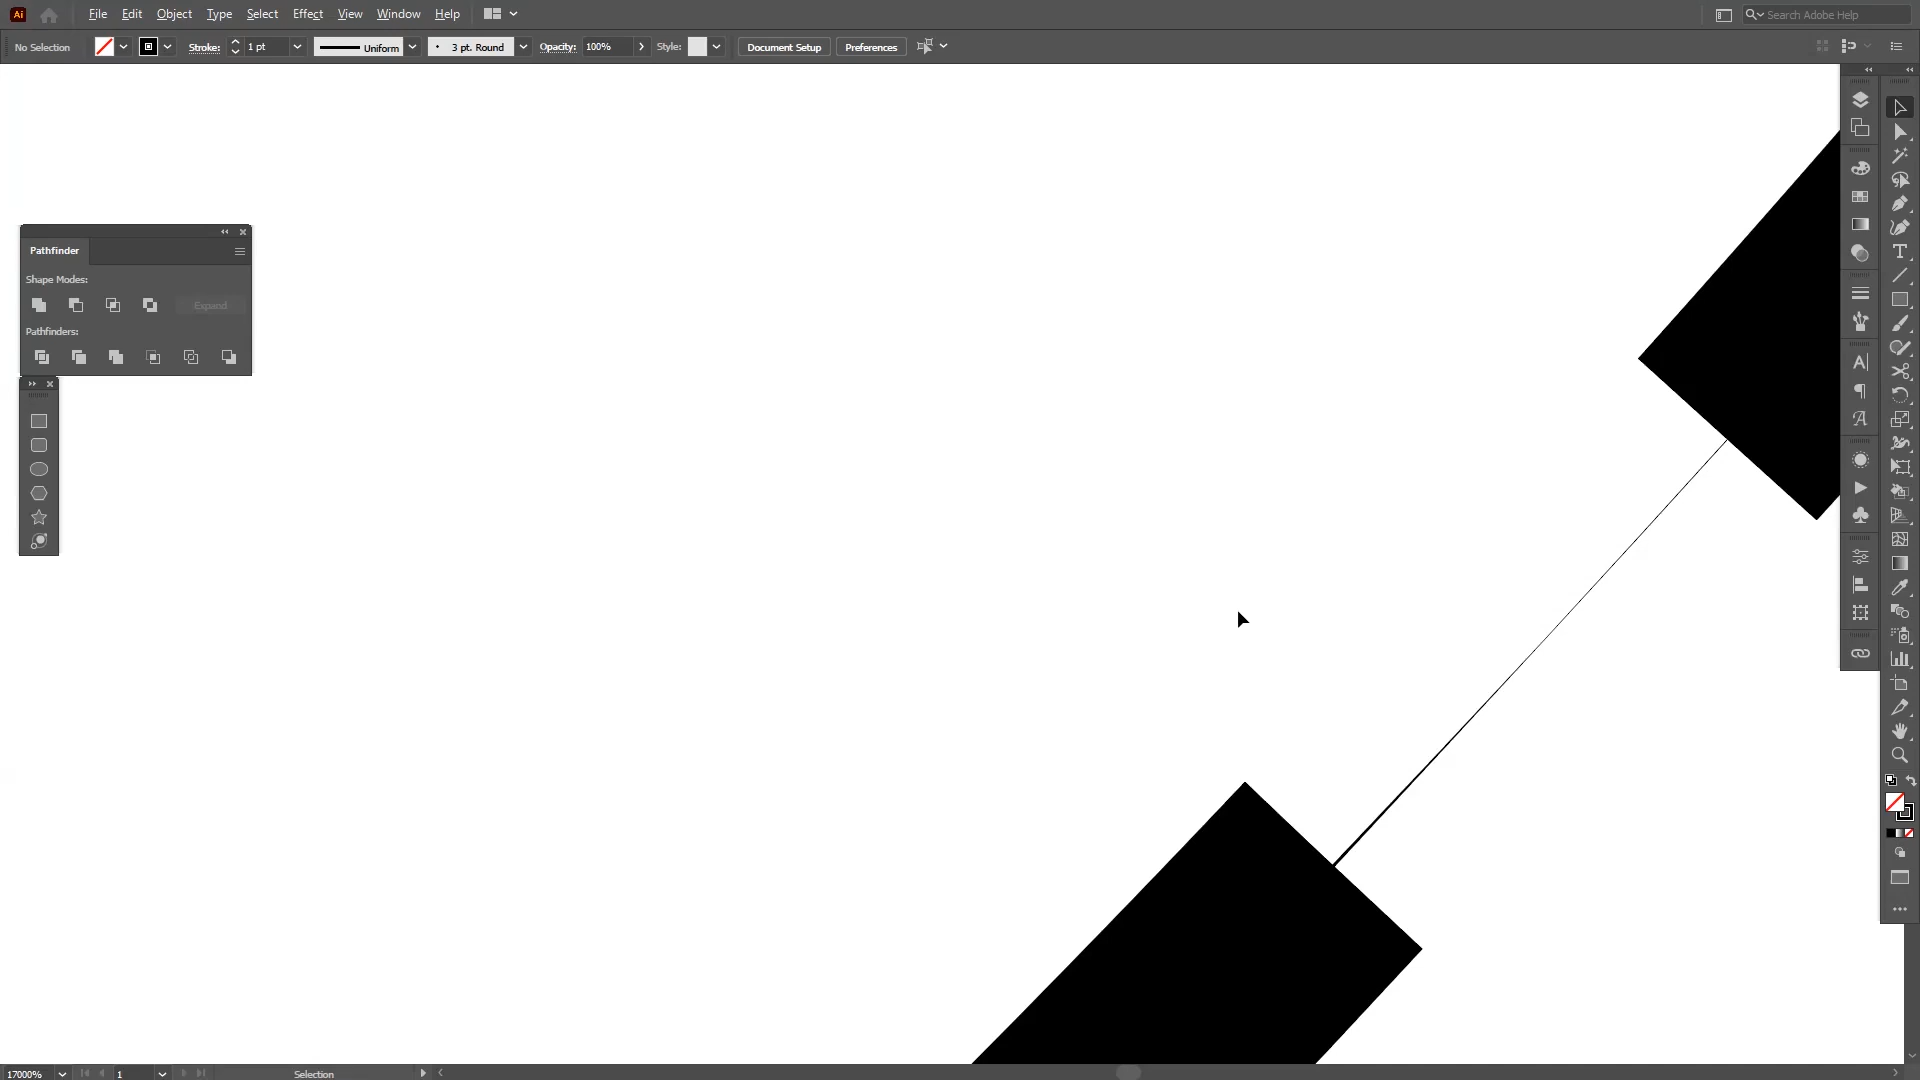 Ai File Edit Object Type Select Effect View Window Help Search Adobe Help
No Selection Stroke: 1 pt Uniform 3 pt. Round Opacity: 100% Style: Document Setup Preferences
Pathfinder
Shape Modes:
Expand
Pathfinders:
17000% 1 Selection